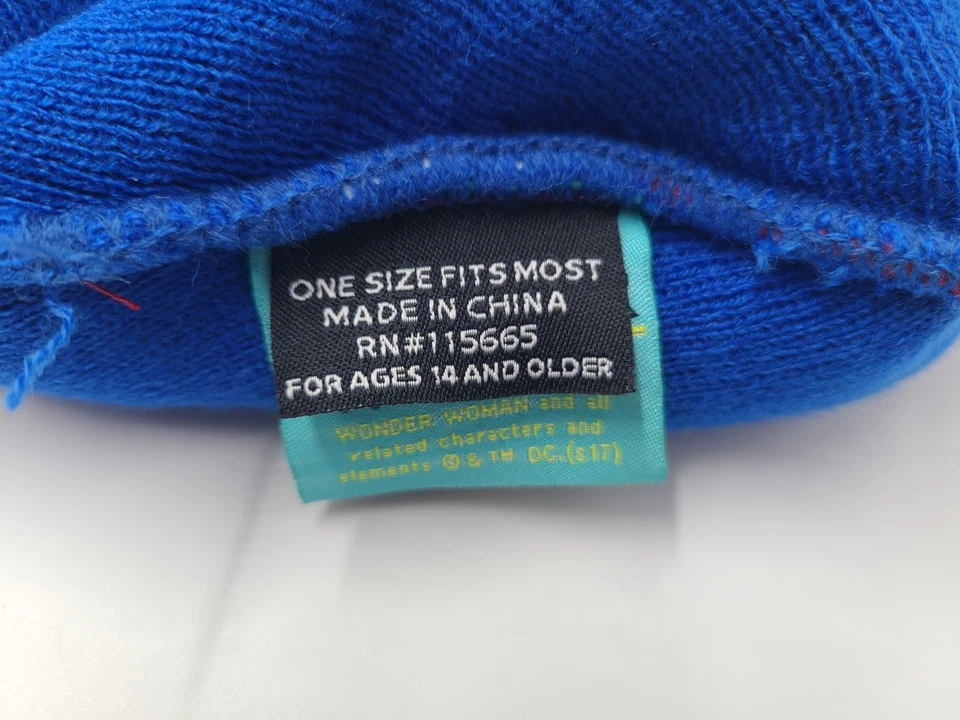 ONE SIZE FITS MOST
MADE IN CHINA
RN#115665
FOR AGES 14 AND OLDER
WONDER WOMAN and all
related characters and
elements © & ™ DC. (s17)